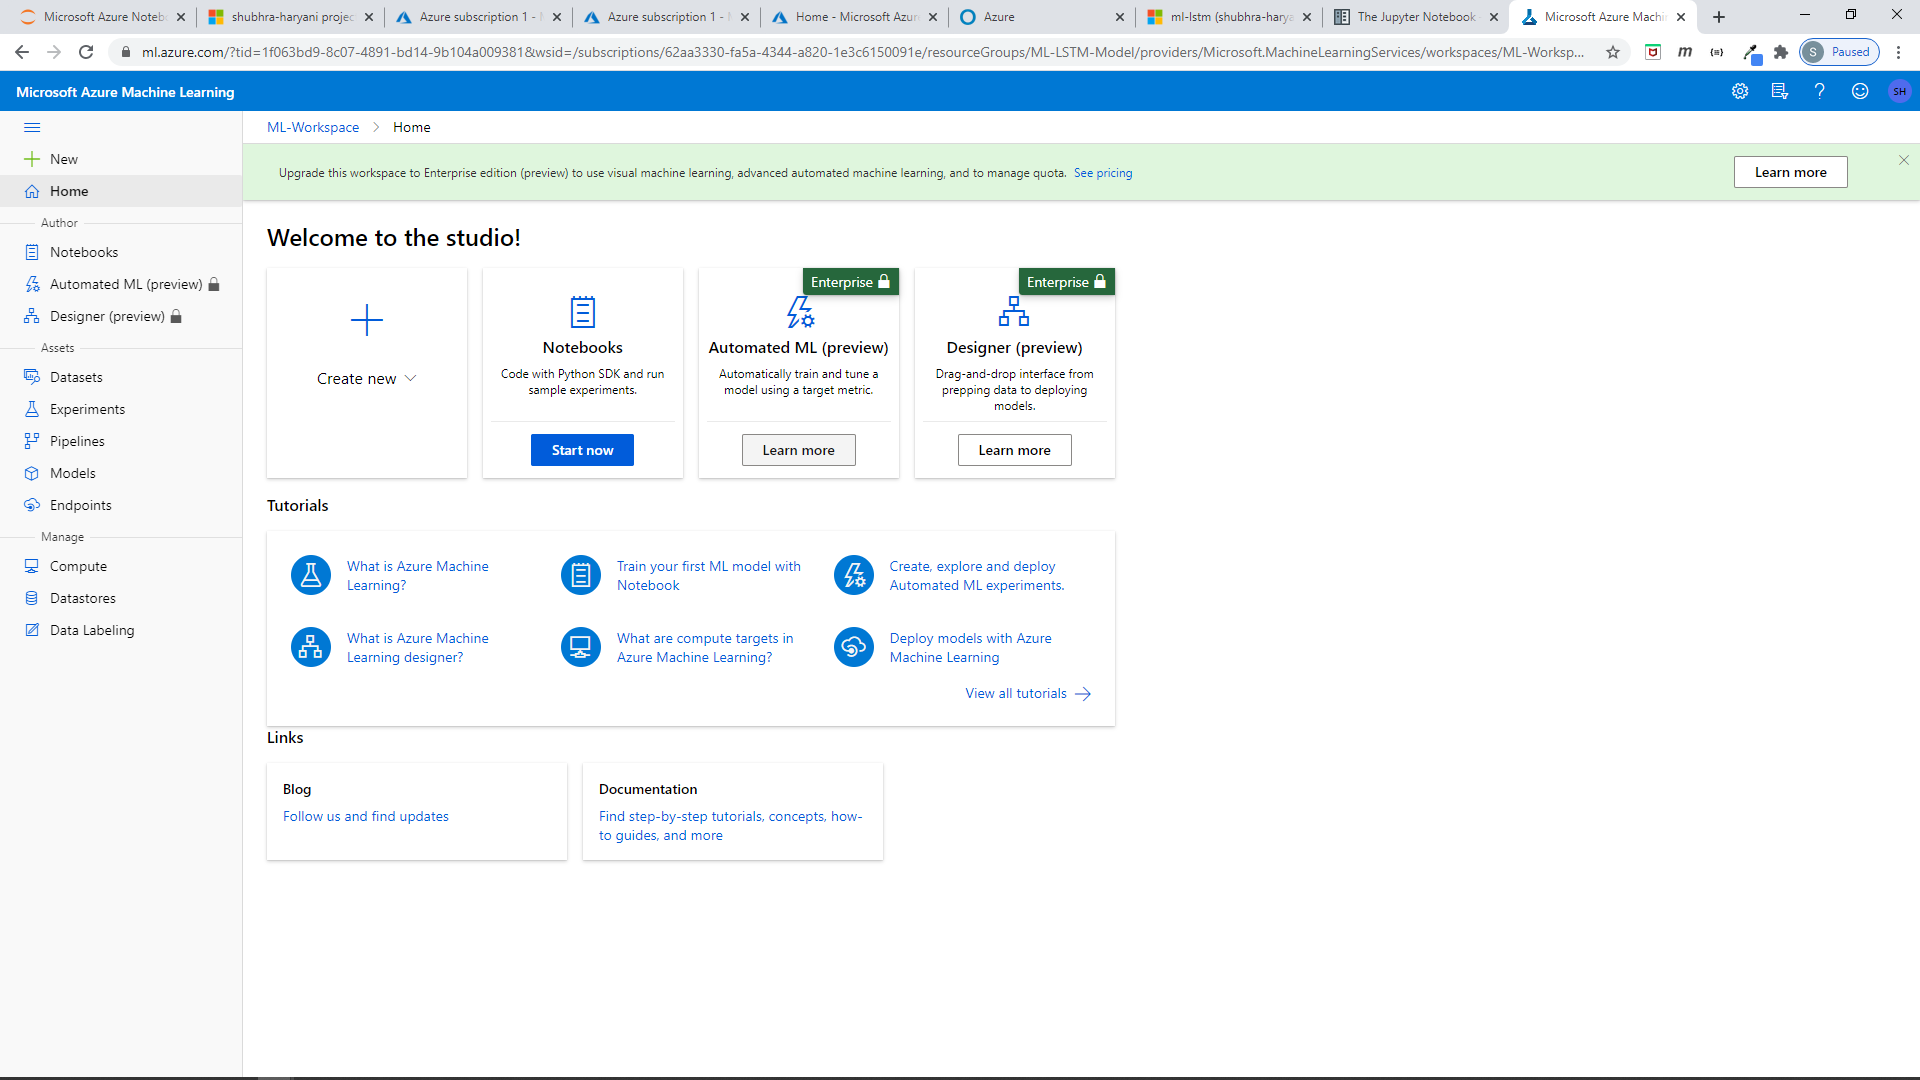 Microsoft Azure Noteb
shubhra-haryani projec
Azure subscription 1 -
Azure subscription 1 -
Home - Microsoft Azur
Azure
ml-lstm (shubhra-harya
The Jupyter Notebook
Microsoft Azure Machi
ml.azure.com/?tid=1f063bd9-8c07-4891-bd14-9b104a009381&wsid=/subscriptions/62aa3330-fa5a-4344-a820-1e3c6150091e/resourceGroups/ML-LSTM-Model/providers/Microsoft.MachineLearningServices/workspaces/ML-Worksp...
S Paused
Microsoft Azure Machine Learning
SH
New
Home
Author
Notebooks
Automated ML (preview)
Designer (preview)
Assets
Datasets
Experiments
Pipelines
Models
Endpoints
Manage
Compute
Datastores
Data Labeling
ML-Workspace > Home
Upgrade this workspace to Enterprise edition (preview) to use visual machine learning, advanced automated machine learning, and to manage quota. See pricing
Learn more
Welcome to the studio!
Create new
Notebooks
Code with Python SDK and run
sample experiments.
Start now
Enterprise
Automated ML (preview)
Automatically train and tune a
model using a target metric.
Learn more
Enterprise
Designer (preview)
Drag-and-drop interface from
prepping data to deploying
models.
Learn more
Tutorials
What is Azure Machine
Learning?
Train your first ML model with
Notebook
Create, explore and deploy
Automated ML experiments.
What is Azure Machine
Learning designer?
What are compute targets in
Azure Machine Learning?
Deploy models with Azure
Machine Learning
View all tutorials
Links
Blog
Follow us and find updates
Documentation
Find step-by-step tutorials, concepts, how-
to guides, and more